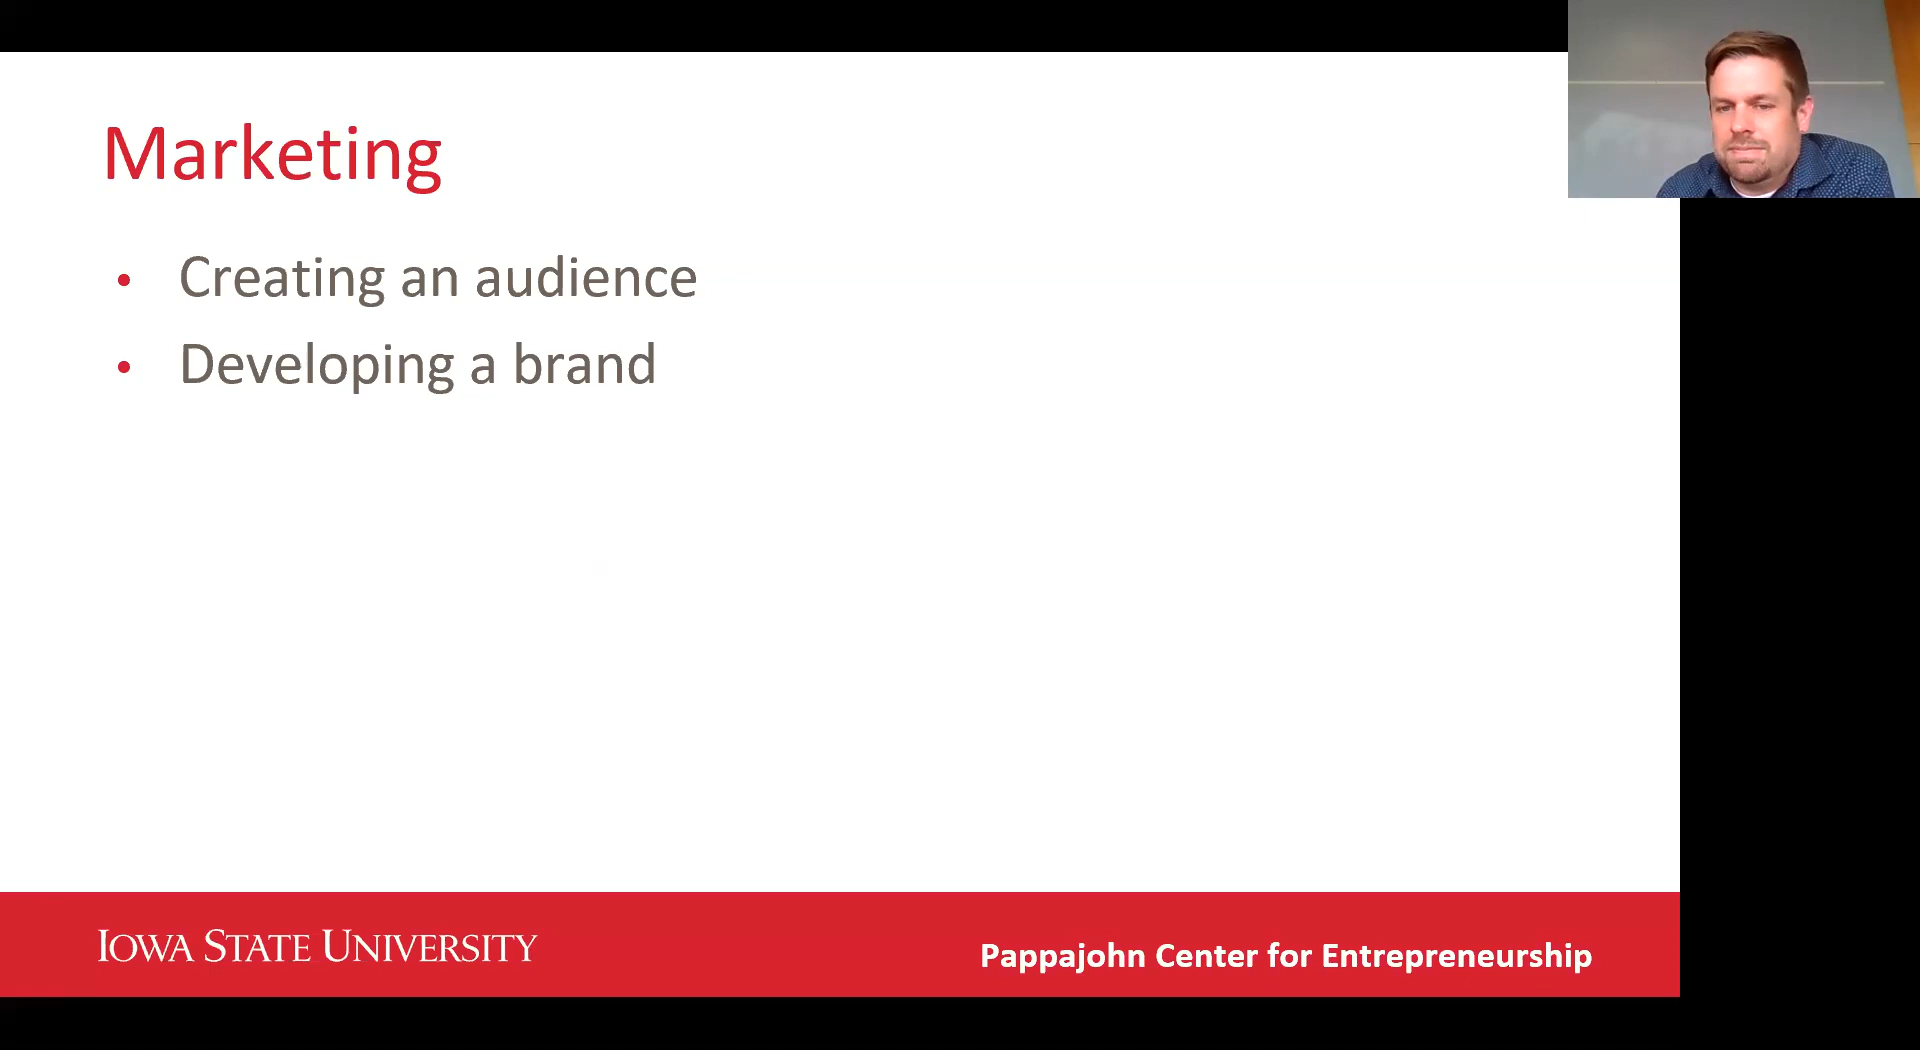 Marketing
• Creating an audience
• Developing a brand
IOWA STATE UNIVERSITY
Pappajohn Center for Entrepreneurship